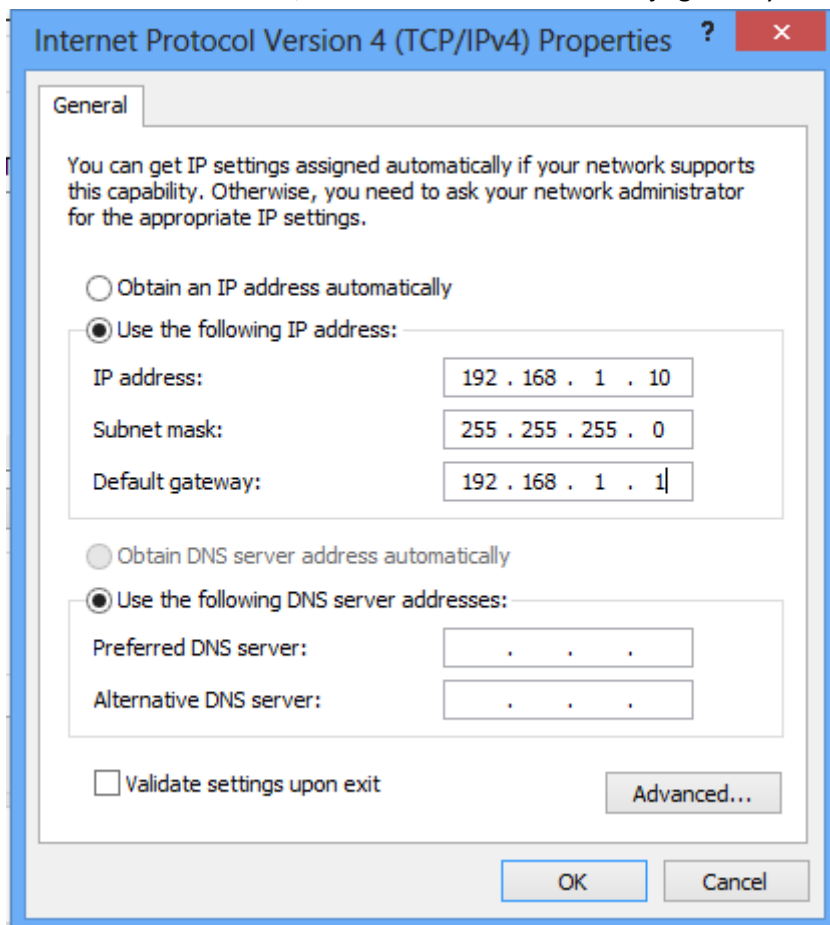 Internet Protocol Version 4 (TCP/IPv4) Properties ? ×
General
You can get IP settings assigned automatically if your network supports
this capability. Otherwise, you need to ask your network administrator
for the appropriate IP settings.
Obtain an IP address automatically
Use the following IP address:
IP address: 192 . 168 . 1 . 10
Subnet mask: 255 . 255 . 255 . 0
Default gateway: 192 . 168 . 1 . 1
Obtain DNS server address automatically
Use the following DNS server addresses:
Preferred DNS server: . . .
Alternative DNS server: . . .
Validate settings upon exit
Advanced...
OK Cancel